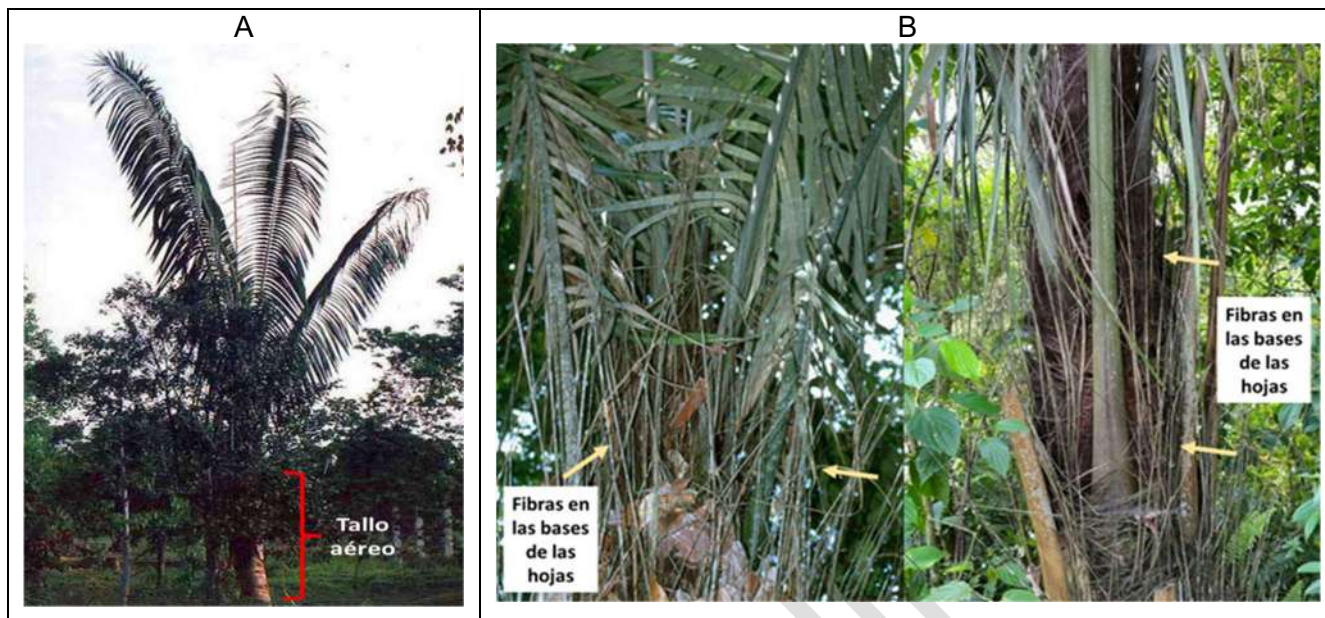 A
B
Tallo
aéreo
Fibras en
las bases
de las
hojas
Fibras en
las bases
de las
hojas